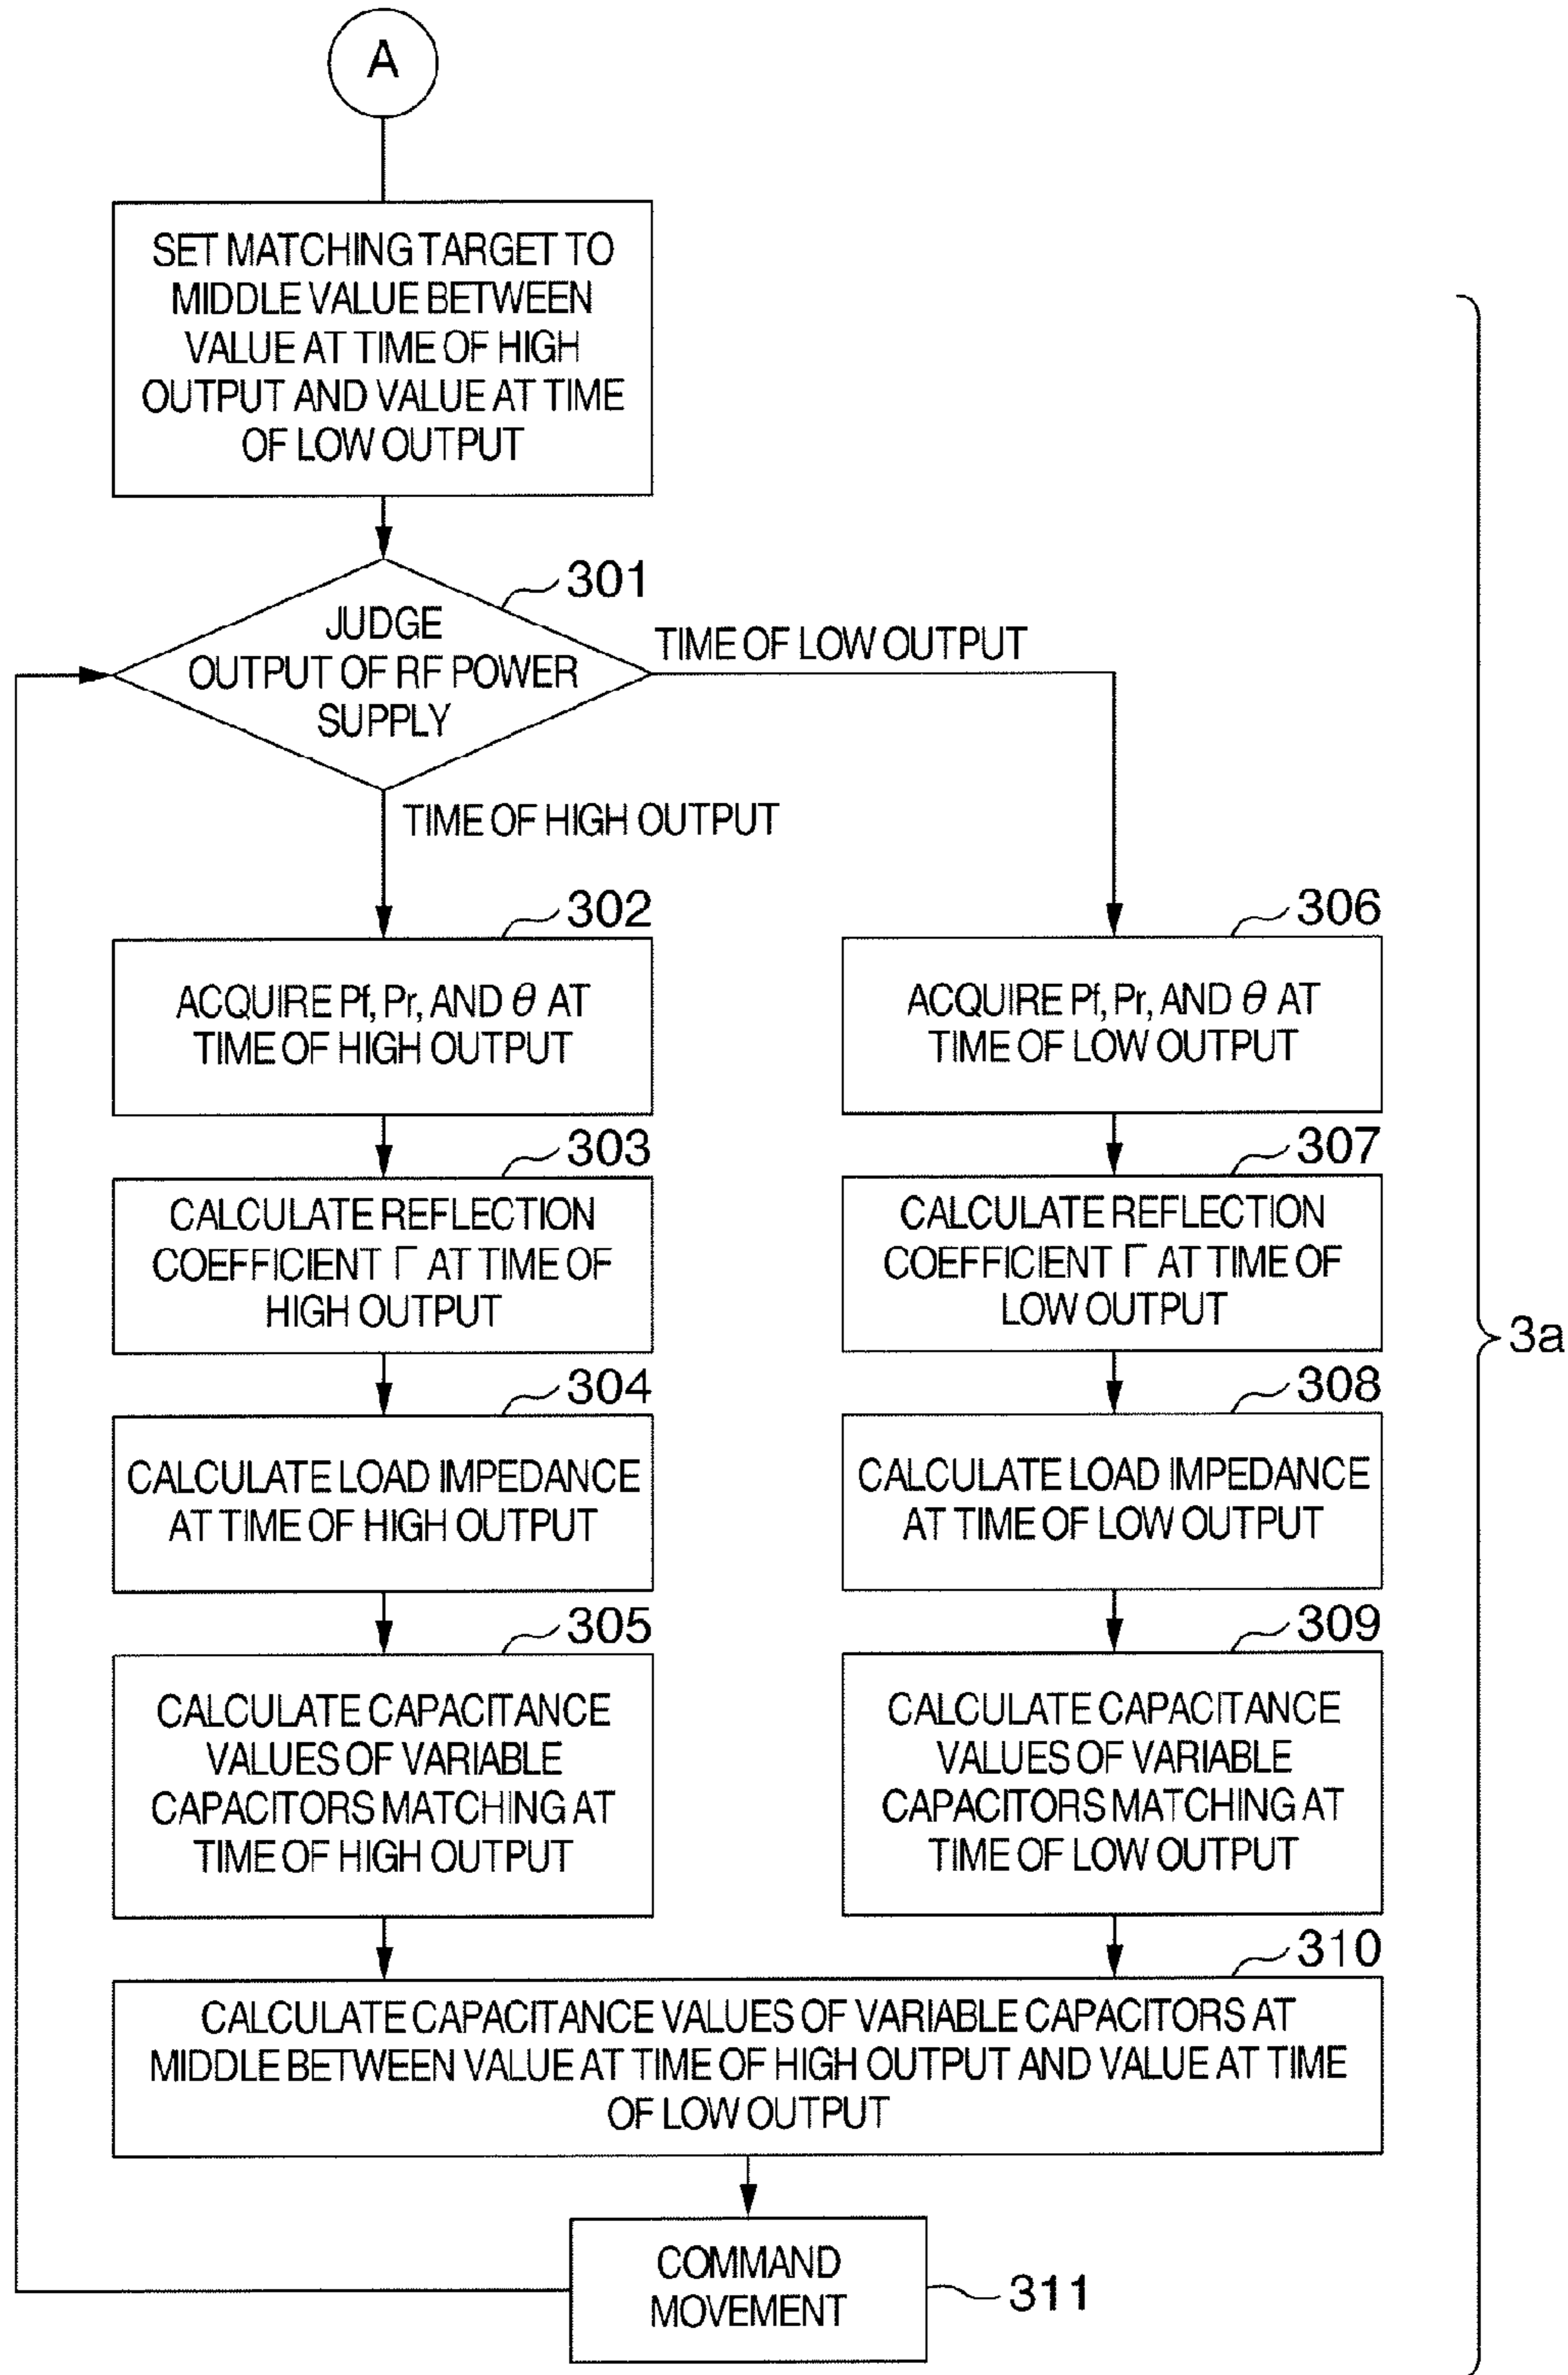 A
SET MATCHING TARGET TO
MIDDLE VALUE BETWEEN
VALUE AT TIME OF HIGH
OUTPUT AND VALUE AT TIME
OF LOW OUTPUT
301
JUDGE
OUTPUT OF RF POWER
SUPPLY
TIME OF LOW OUTPUT
TIME OF HIGH OUTPUT
302
ACQUIRE Pf, Pr, AND θ AT
TIME OF HIGH OUTPUT
303
CALCULATE REFLECTION
COEFFICIENT Γ AT TIME OF
HIGH OUTPUT
304
CALCULATE LOAD IMPEDANCE
AT TIME OF HIGH OUTPUT
305
CALCULATE CAPACITANCE
VALUES OF VARIABLE
CAPACITORS MATCHING AT
TIME OF HIGH OUTPUT
306
ACQUIRE Pf, Pr, AND θ AT
TIME OF LOW OUTPUT
307
CALCULATE REFLECTION
COEFFICIENT Γ AT TIME OF
LOW OUTPUT
308
CALCULATE LOAD IMPEDANCE
AT TIME OF LOW OUTPUT
309
CALCULATE CAPACITANCE
VALUES OF VARIABLE
CAPACITORS MATCHING AT
TIME OF LOW OUTPUT
310
CALCULATE CAPACITANCE VALUES OF VARIABLE CAPACITORS AT
MIDDLE BETWEEN VALUE AT TIME OF HIGH OUTPUT AND VALUE AT TIME
OF LOW OUTPUT
COMMAND
MOVEMENT
311
3a